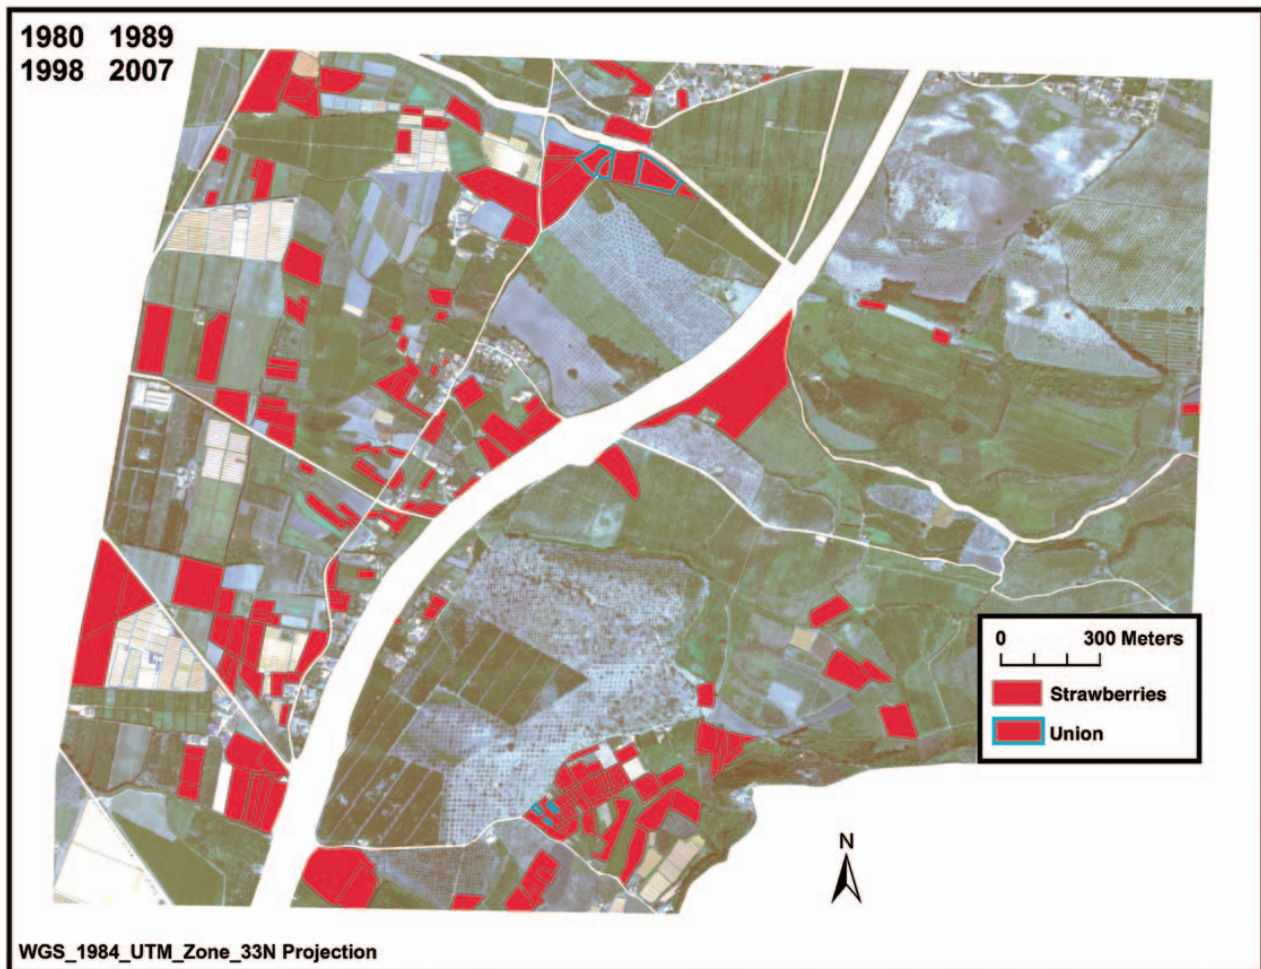 1980 1989
1998 2007
0 300 Meters
Strawberries
Union
N
WGS_1984_UTM_Zone_33N Projection